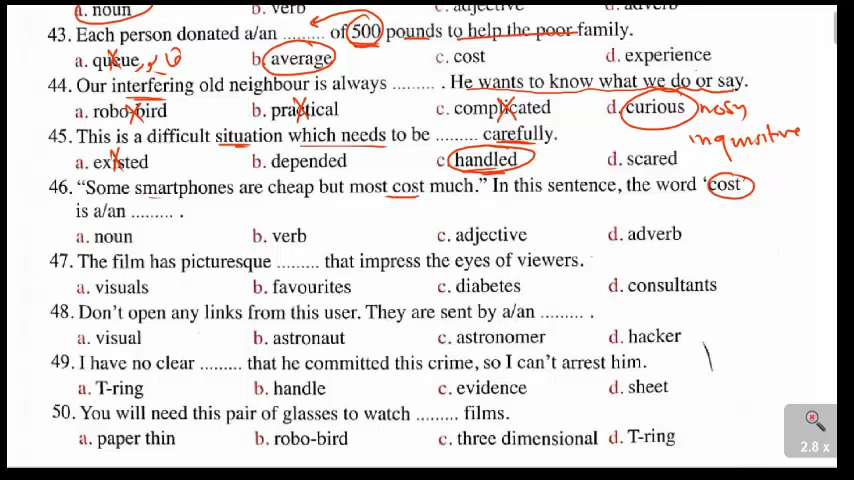 a. noun b. verb c. adjective d. adverb
43. Each person donated a/an ......... of 500 pounds to help the poor family.
a. queue b. average c. cost d. experience
44. Our interfering old neighbour is always ......... . He wants to know what we do or say.
a. robo-bird b. practical c. complicated d. curious nosy
inquisitive
45. This is a difficult situation which needs to be ......... carefully.
a. existed b. depended c. handled d. scared
46. “Some smartphones are cheap but most cost much.” In this sentence, the word ‘cost’
is a/an ......... .
a. noun b. verb c. adjective d. adverb
47. The film has picturesque ......... that impress the eyes of viewers.
a. visuals b. favourites c. diabetes d. consultants
48. Don’t open any links from this user. They are sent by a/an ......... .
a. visual b. astronaut c. astronomer d. hacker
49. I have no clear ......... that he committed this crime, so I can’t arrest him.
a. T-ring b. handle c. evidence d. sheet
50. You will need this pair of glasses to watch ......... films.
a. paper thin b. robo-bird c. three dimensional d. T-ring
2.8 x